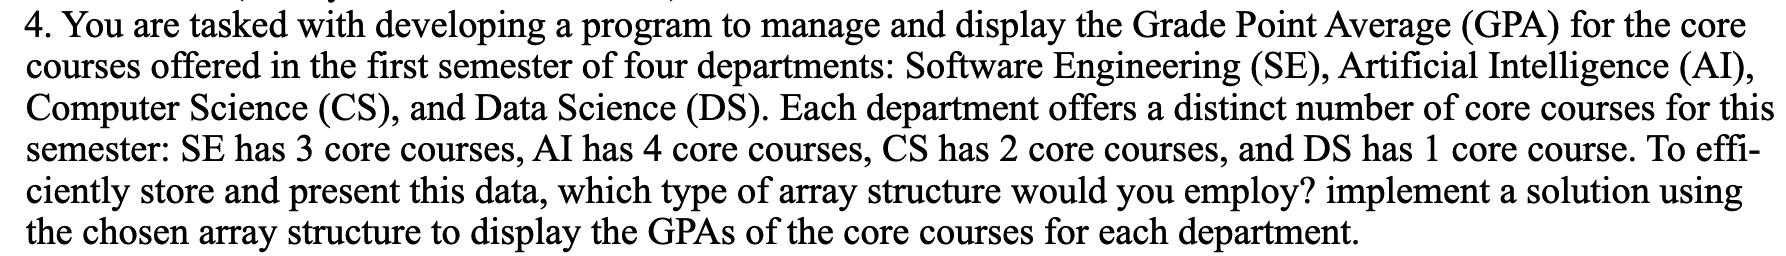 4. You are tasked with developing a program to manage and display the Grade Point Average (GPA) for the core
courses offered in the first semester of four departments: Software Engineering (SE), Artificial Intelligence (AI),
Computer Science (CS), and Data Science (DS). Each department offers a distinct number of core courses for this
semester: SE has 3 core courses, AI has 4 core courses, CS has 2 core courses, and DS has 1 core course. To effi-
ciently store and present this data, which type of array structure would you employ? implement a solution using
the chosen array structure to display the GPAs of the core courses for each department.